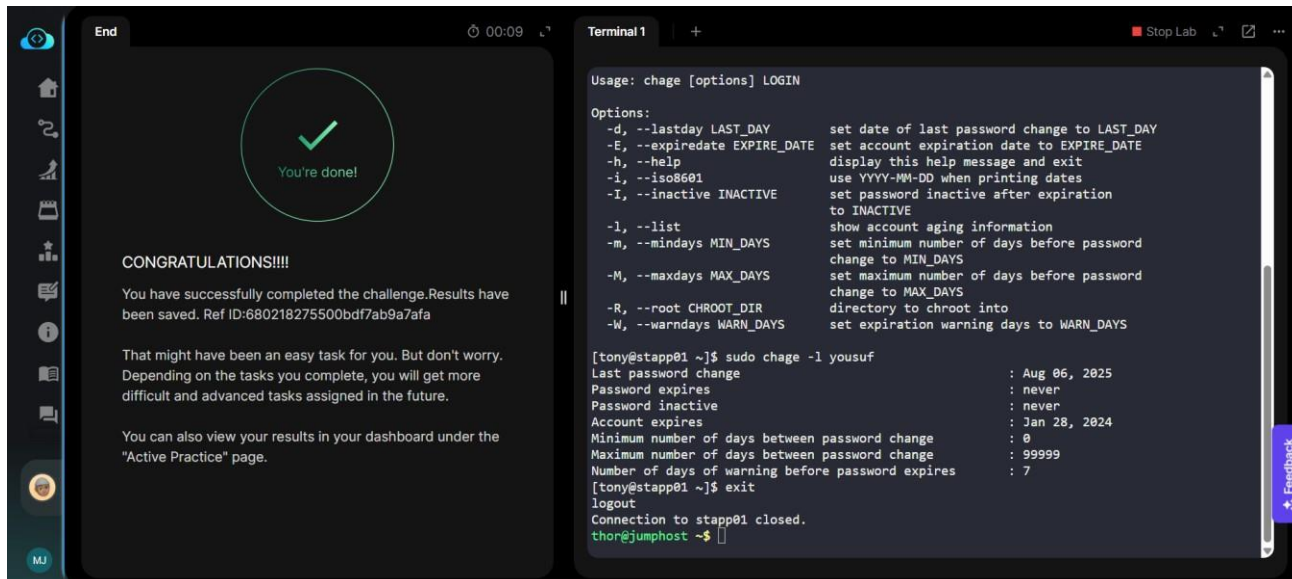 End
00:09
You're done!
CONGRATULATIONS!!!!
You have successfully completed the challenge.Results have
been saved. Ref ID:680218275500bdf7ab9a7afa
That might have been an easy task for you. But don't worry.
Depending on the tasks you complete, you will get more
difficult and advanced tasks assigned in the future.
You can also view your results in your dashboard under the
"Active Practice" page.
MJ
Terminal 1 +
Stop Lab
Usage: chage [options] LOGIN
Options:
-d, --lastday LAST_DAY set date of last password change to LAST_DAY
-E, --expiredate EXPIRE_DATE set account expiration date to EXPIRE_DATE
-h, --help display this help message and exit
-i, --iso8601 use YYYY-MM-DD when printing dates
-I, --inactive INACTIVE set password inactive after expiration
to INACTIVE
-l, --list show account aging information
-m, --mindays MIN_DAYS set minimum number of days before password
change to MIN_DAYS
-M, --maxdays MAX_DAYS set maximum number of days before password
change to MAX_DAYS
-R, --root CHROOT_DIR directory to chroot into
-W, --warndays WARN_DAYS set expiration warning days to WARN_DAYS
[tony@stapp01 ~]$ sudo chage -l yousuf
Last password change : Aug 06, 2025
Password expires : never
Password inactive : never
Account expires : Jan 28, 2024
Minimum number of days between password change : 0
Maximum number of days between password change : 99999
Number of days of warning before password expires : 7
[tony@stapp01 ~]$ exit
logout
Connection to stapp01 closed.
thor@jumphost ~$
Feedback